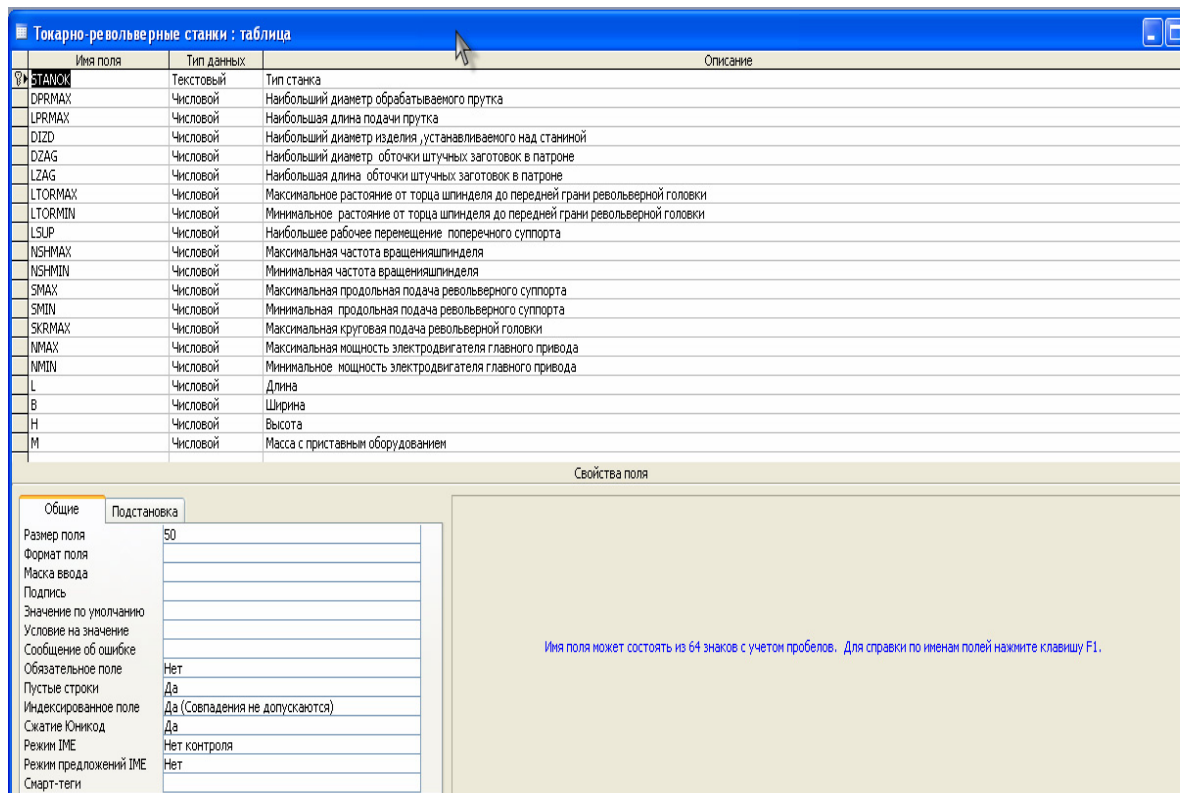 Токарно-револьверные станки : таблица
Имя поля Тип данных Описание
STANOK Текстовый Тип станка
DPRMAX Числовой Наибольший диаметр обрабатываемого прутка
LPRMAX Числовой Наибольшая длина подачи прутка
DIZD Числовой Наибольший диаметр изделия ,устанавливаемого над станиной
DZAG Числовой Наибольший диаметр обточки штучных заготовок в патроне
LZAG Числовой Наибольшая длина обточки штучных заготовок в патроне
LTORMAX Числовой Максимальное растояние от торца шпинделя до передней грани револьверной головки
LTORMIN Числовой Минимальное растояние от торца шпинделя до передней грани револьверной головки
LSUP Числовой Наибольшее рабочее перемещение поперечного суппорта
NSHMAX Числовой Максимальная частота вращенияшпинделя
NSHMIN Числовой Минимальная частота вращенияшпинделя
SMAX Числовой Максимальная продольная подача револьверного суппорта
SMIN Числовой Минимальная продольная подача револьверного суппорта
SKRMAX Числовой Максимальная круговая подача револьверной головки
NMAX Числовой Максимальная мощность электродвигателя главного привода
NMIN Числовой Минимальное мощность электродвигателя главного привода
L Числовой Длина
B Числовой Ширина
H Числовой Высота
M Числовой Масса с приставным оборудованием
Свойства поля
Общие Подстановка
Размер поля 50
Формат поля
Маска ввода
Подпись
Значение по умолчанию
Условие на значение
Сообщение об ошибке
Обязательное поле Нет
Пустые строки Да
Индексированное поле Да (Совпадения не допускаются)
Сжатие Юникод Да
Режим IME Нет контроля
Режим предложений IME Нет
Смарт-теги
Имя поля может состоять из 64 знаков с учетом пробелов. Для справки по именам полей нажмите клавишу F1.